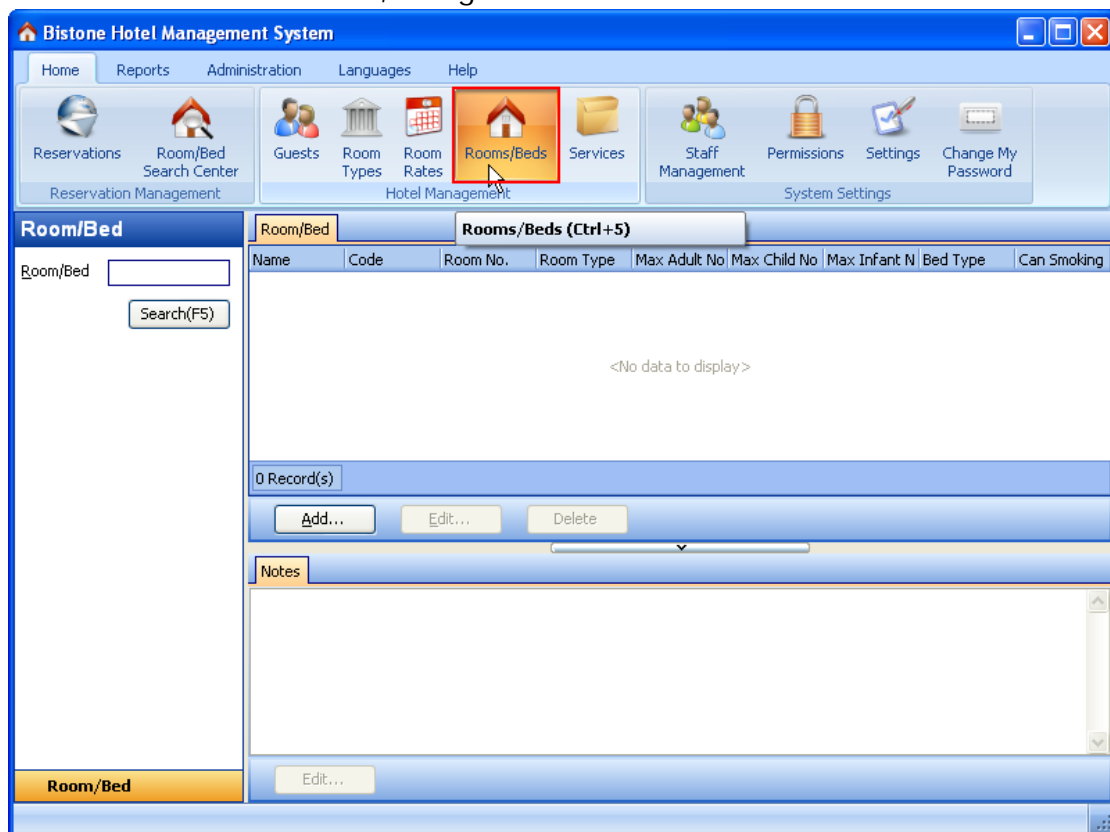 Bistone Hotel Management System
Home Reports Administration Languages Help
Reservations Room/Bed Search Center Guests Room Types Room Rates Rooms/Beds Services Staff Management Permissions Settings Change My Password
Reservation Management Hotel Management System Settings
Room/Bed Room/Bed Rooms/Beds (Ctrl+5)
Name Code Room No. Room Type Max Adult No Max Child No Max Infant N Bed Type Can Smoking
Room/Bed
Search(F5)
<No data to display>
0 Record(s)
Add... Edit... Delete
Notes
Room/Bed Edit...